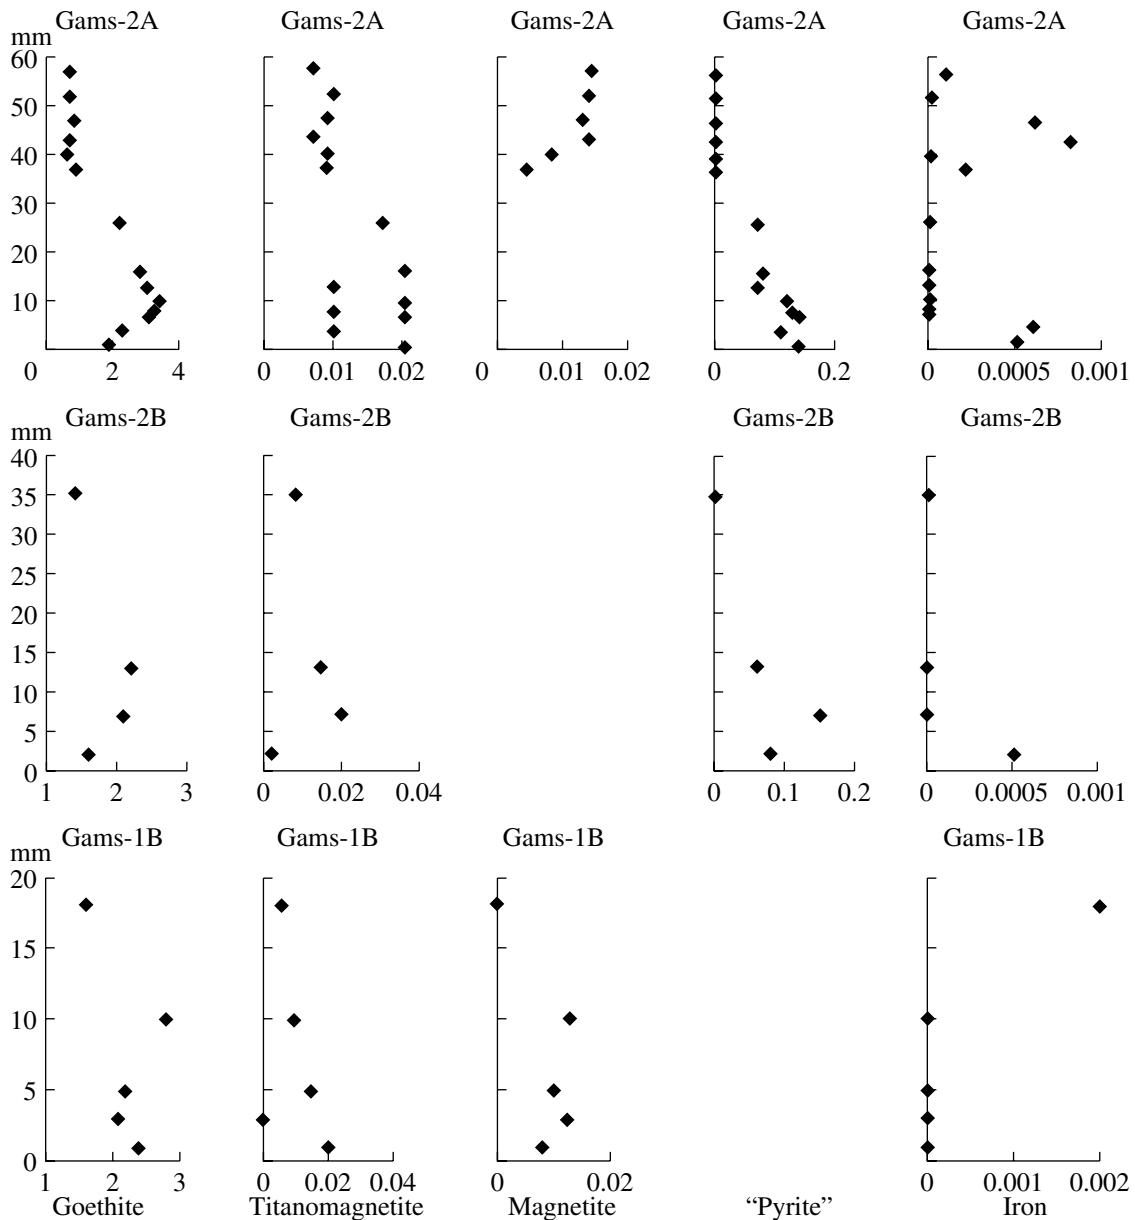 Gams-2A Gams-2A Gams-2A Gams-2A Gams-2A
mm
60
50
40
30
20
10
0 2 4 0 0.01 0.02 0 0.01 0.02 0 0.2 0 0.0005 0.001
Gams-2B Gams-2B Gams-2B Gams-2B
mm
40
35
30
25
20
15
10
5
0
1 2 3 0 0.02 0.04 0 0.1 0.2 0 0.0005 0.001
Gams-1B Gams-1B Gams-1B Gams-1B
mm
20
15
10
5
0
1 2 3 0 0.02 0.04 0 0.02 0 0.001 0.002
Goethite Titanomagnetite Magnetite “Pyrite” Iron